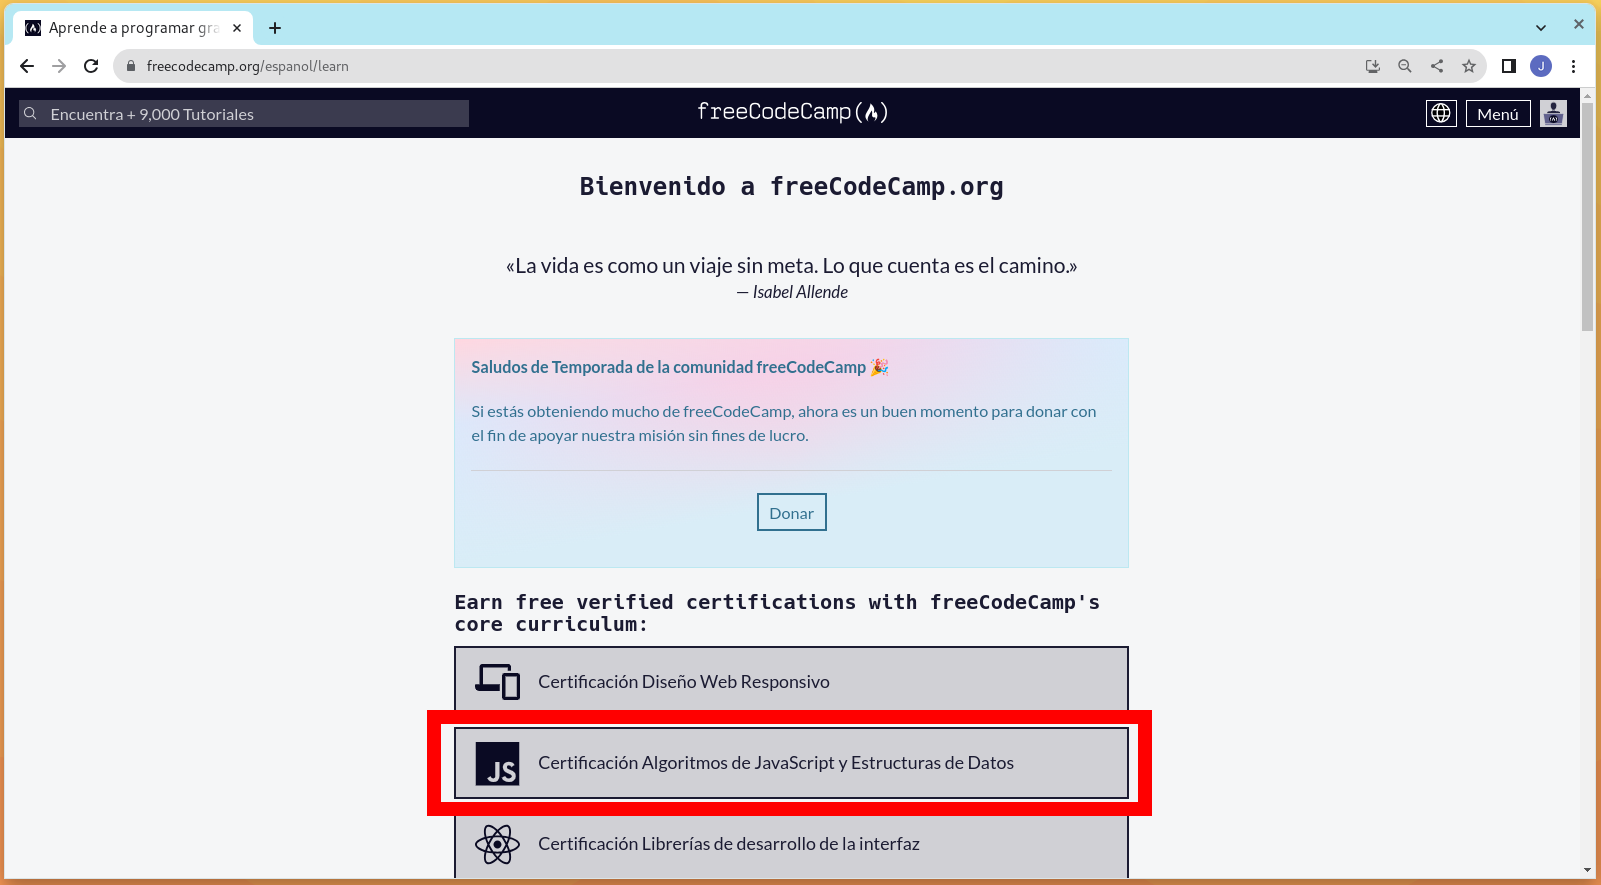 Aprende a programar gra
freecodecamp.org/espanol/learn
J
Encuentra + 9,000 Tutoriales
freeCodeCamp(🔥)
Menú
Bienvenido a freeCodeCamp.org
«La vida es como un viaje sin meta. Lo que cuenta es el camino.»
— Isabel Allende
Saludos de Temporada de la comunidad freeCodeCamp 🎉
Si estás obteniendo mucho de freeCodeCamp, ahora es un buen momento para donar con
el fin de apoyar nuestra misión sin fines de lucro.
Donar
Earn free verified certifications with freeCodeCamp's
core curriculum:
Certificación Diseño Web Responsivo
JS
Certificación Algoritmos de JavaScript y Estructuras de Datos
Certificación Librerías de desarrollo de la interfaz